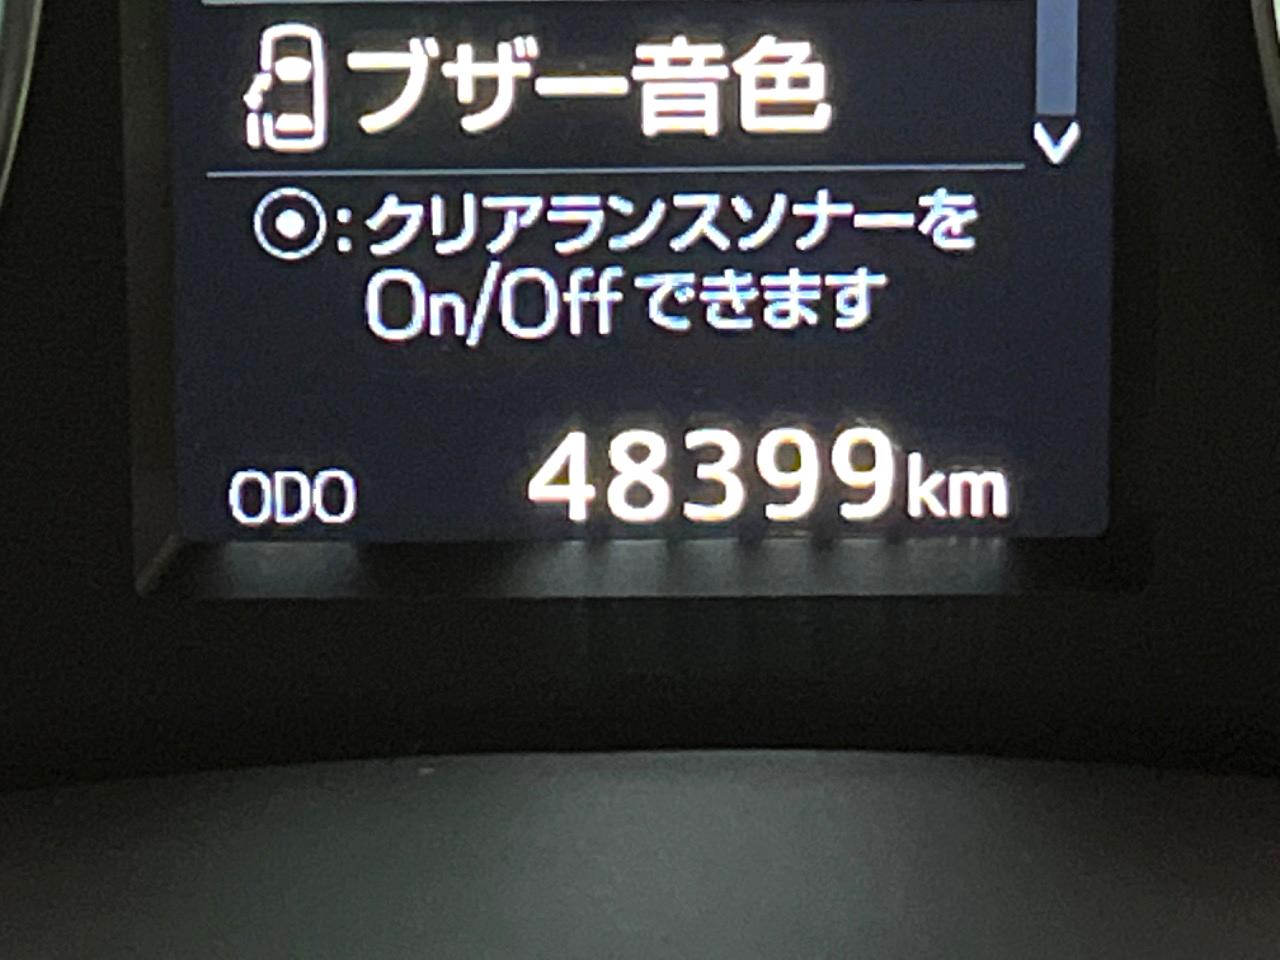 ブザー音色
⦿:クリアランスソナーを
On/Offできます
ODO 48399km